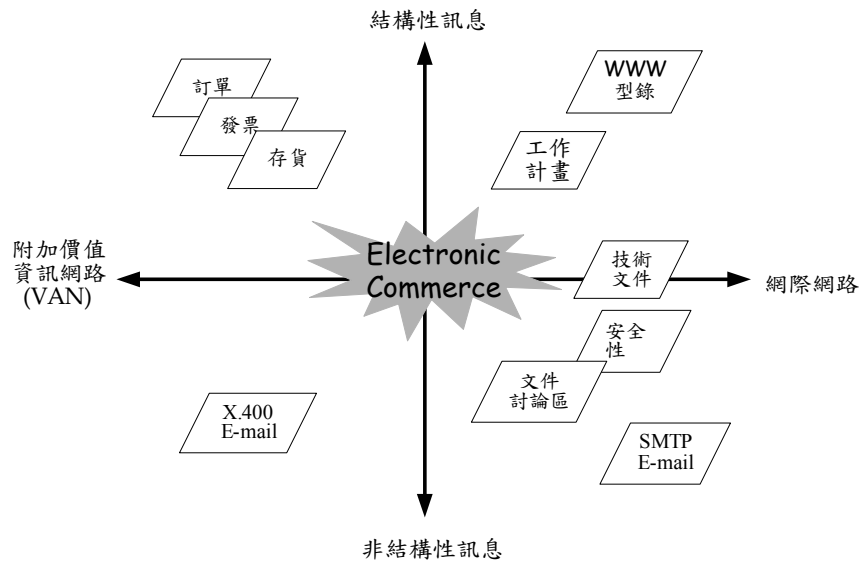 結構性訊息
訂單
發票
存貨
WWW
型錄
工作
計畫
附加價值
資訊網路
(VAN)
Electronic
Commerce
技術
文件
網際網路
安全
性
文件
討論區
X.400
E-mail
SMTP
E-mail
非結構性訊息